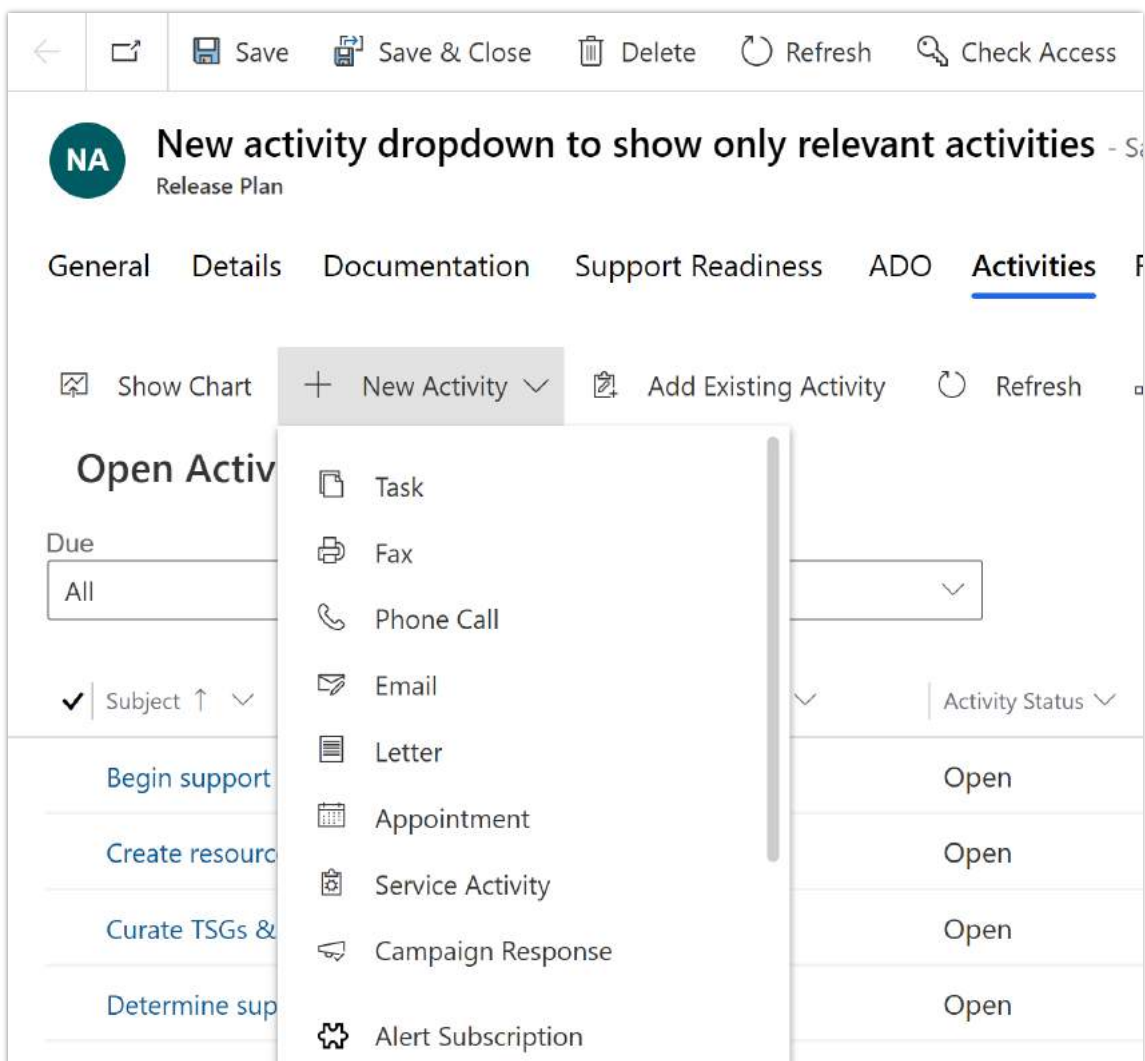 Save Save & Close Delete Refresh Check Access
NA New activity dropdown to show only relevant activities -
Release Plan
General Details Documentation Support Readiness ADO Activities
Show Chart New Activity Add Existing Activity Refresh
Open Activ
Task
Due
Fax
All
Phone Call
Email
Subject Activity Status
Letter
Begin support Open
Appointment
Create resourc Open
Service Activity
Curate TSGs & Open
Campaign Response
Determine sup Open
Alert Subscription